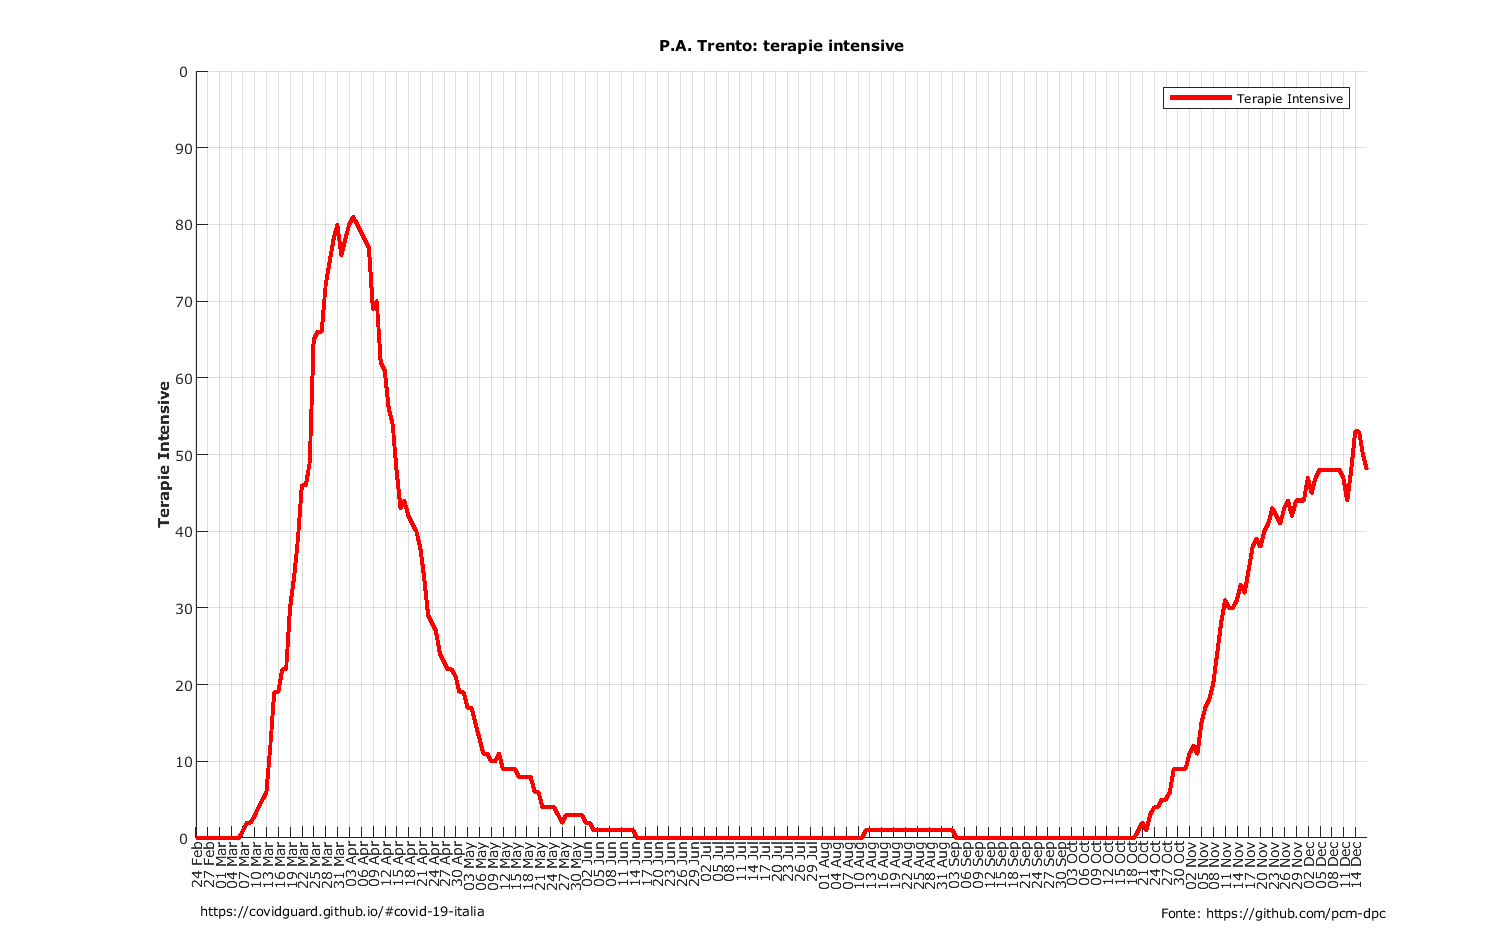 P.A. Trento: terapie intensive
Terapie Intensive
Terapie Intensive
0
90
80
70
60
50
40
30
20
10
0
24 Feb
27 Feb
01 Mar
04 Mar
07 Mar
10 Mar
13 Mar
16 Mar
19 Mar
22 Mar
25 Mar
28 Mar
31 Mar
03 Apr
06 Apr
09 Apr
12 Apr
15 Apr
18 Apr
21 Apr
24 Apr
27 Apr
30 Apr
03 May
06 May
09 May
12 May
15 May
18 May
21 May
24 May
27 May
30 May
02 Jun
05 Jun
08 Jun
11 Jun
14 Jun
17 Jun
20 Jun
23 Jun
26 Jun
29 Jun
02 Jul
05 Jul
08 Jul
11 Jul
14 Jul
17 Jul
20 Jul
23 Jul
26 Jul
29 Jul
01 Aug
04 Aug
07 Aug
10 Aug
13 Aug
16 Aug
19 Aug
22 Aug
25 Aug
28 Aug
31 Aug
03 Sep
06 Sep
09 Sep
12 Sep
15 Sep
18 Sep
21 Sep
24 Sep
27 Sep
30 Sep
03 Oct
06 Oct
09 Oct
12 Oct
15 Oct
18 Oct
21 Oct
24 Oct
27 Oct
30 Oct
02 Nov
05 Nov
08 Nov
11 Nov
14 Nov
17 Nov
20 Nov
23 Nov
26 Nov
29 Nov
02 Dec
05 Dec
08 Dec
11 Dec
14 Dec
https://covidguard.github.io/#covid-19-italia
Fonte: https://github.com/pcm-dpc